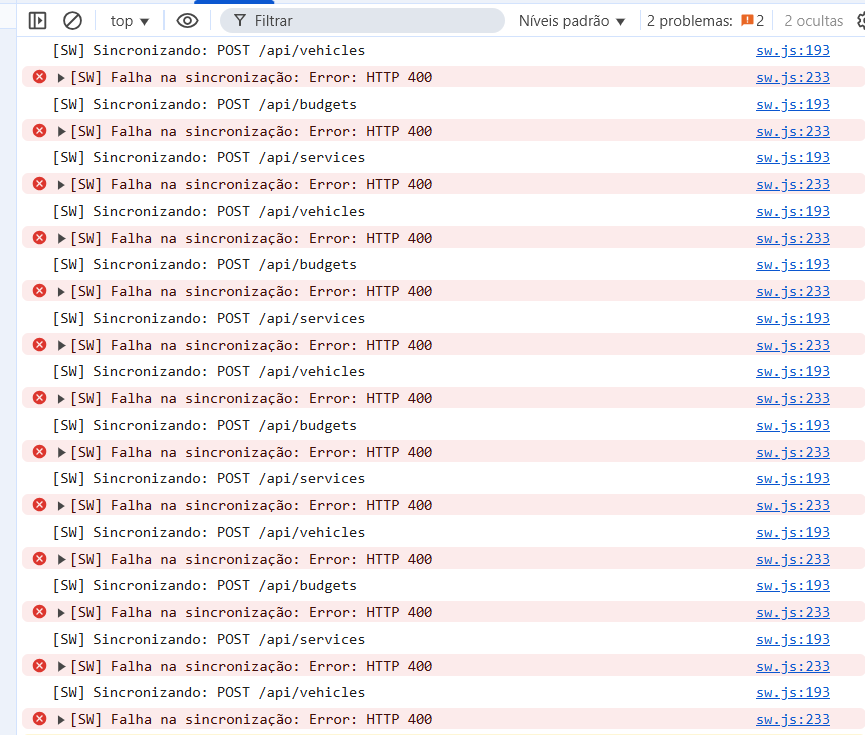 top ▼ Filtrar Níveis padrão ▼ 2 problemas: 2 2 ocultas
[SW] Sincronizando: POST /api/vehicles sw.js:193
[SW] Falha na sincronização: Error: HTTP 400 sw.js:233
[SW] Sincronizando: POST /api/budgets sw.js:193
[SW] Falha na sincronização: Error: HTTP 400 sw.js:233
[SW] Sincronizando: POST /api/services sw.js:193
[SW] Falha na sincronização: Error: HTTP 400 sw.js:233
[SW] Sincronizando: POST /api/vehicles sw.js:193
[SW] Falha na sincronização: Error: HTTP 400 sw.js:233
[SW] Sincronizando: POST /api/budgets sw.js:193
[SW] Falha na sincronização: Error: HTTP 400 sw.js:233
[SW] Sincronizando: POST /api/services sw.js:193
[SW] Falha na sincronização: Error: HTTP 400 sw.js:233
[SW] Sincronizando: POST /api/vehicles sw.js:193
[SW] Falha na sincronização: Error: HTTP 400 sw.js:233
[SW] Sincronizando: POST /api/budgets sw.js:193
[SW] Falha na sincronização: Error: HTTP 400 sw.js:233
[SW] Sincronizando: POST /api/services sw.js:193
[SW] Falha na sincronização: Error: HTTP 400 sw.js:233
[SW] Sincronizando: POST /api/vehicles sw.js:193
[SW] Falha na sincronização: Error: HTTP 400 sw.js:233
[SW] Sincronizando: POST /api/budgets sw.js:193
[SW] Falha na sincronização: Error: HTTP 400 sw.js:233
[SW] Sincronizando: POST /api/services sw.js:193
[SW] Falha na sincronização: Error: HTTP 400 sw.js:233
[SW] Sincronizando: POST /api/vehicles sw.js:193
[SW] Falha na sincronização: Error: HTTP 400 sw.js:233